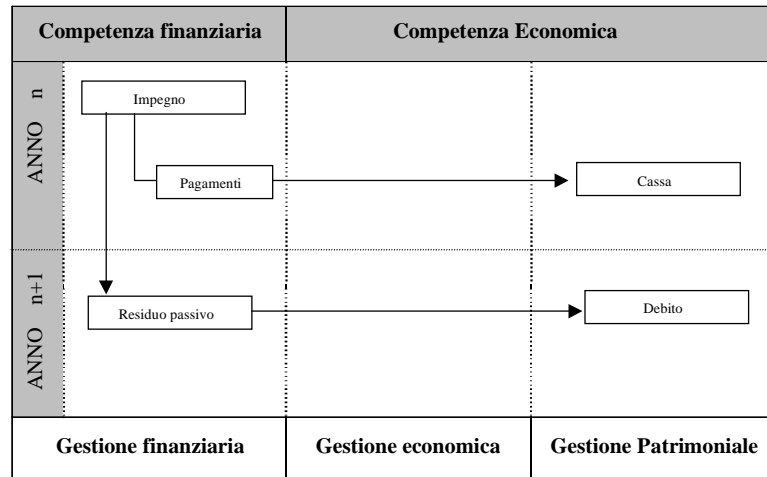 Competenza finanziaria
Competenza Economica
ANNO n
Impegno
Pagamenti
Cassa
ANNO n+1
Residuo passivo
Debito
Gestione finanziaria
Gestione economica
Gestione Patrimoniale